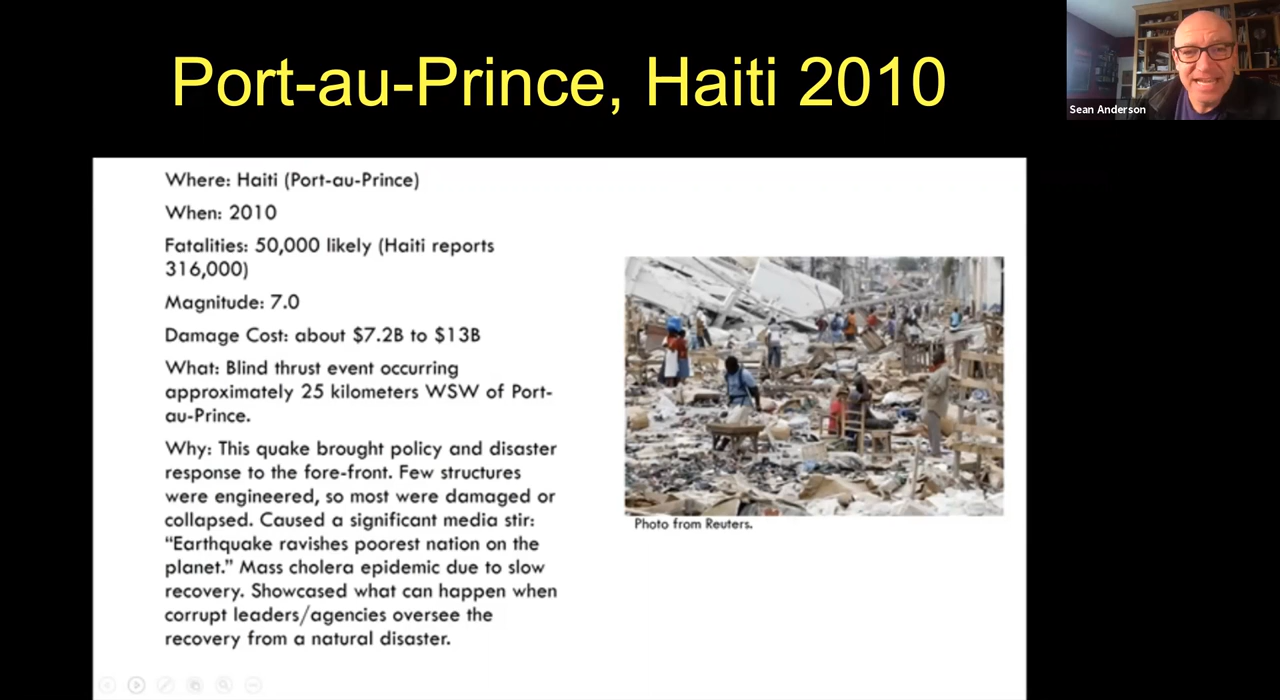 Port-au-Prince, Haiti 2010
Sean Anderson
Where: Haiti (Port-au-Prince)
When: 2010
Fatalities: 50,000 likely (Haiti reports
316,000)
Magnitude: 7.0
Damage Cost: about $7.2B to $13B
What: Blind thrust event occurring
approximately 25 kilometers WSW of Port-
au-Prince.
Why: This quake brought policy and disaster
response to the fore-front. Few structures
were engineered, so most were damaged or
collapsed. Caused a significant media stir:
“Earthquake ravishes poorest nation on the
planet.” Mass cholera epidemic due to slow
recovery. Showcased what can happen when
corrupt leaders/agencies oversee the
recovery from a natural disaster.
Photo from Reuters.